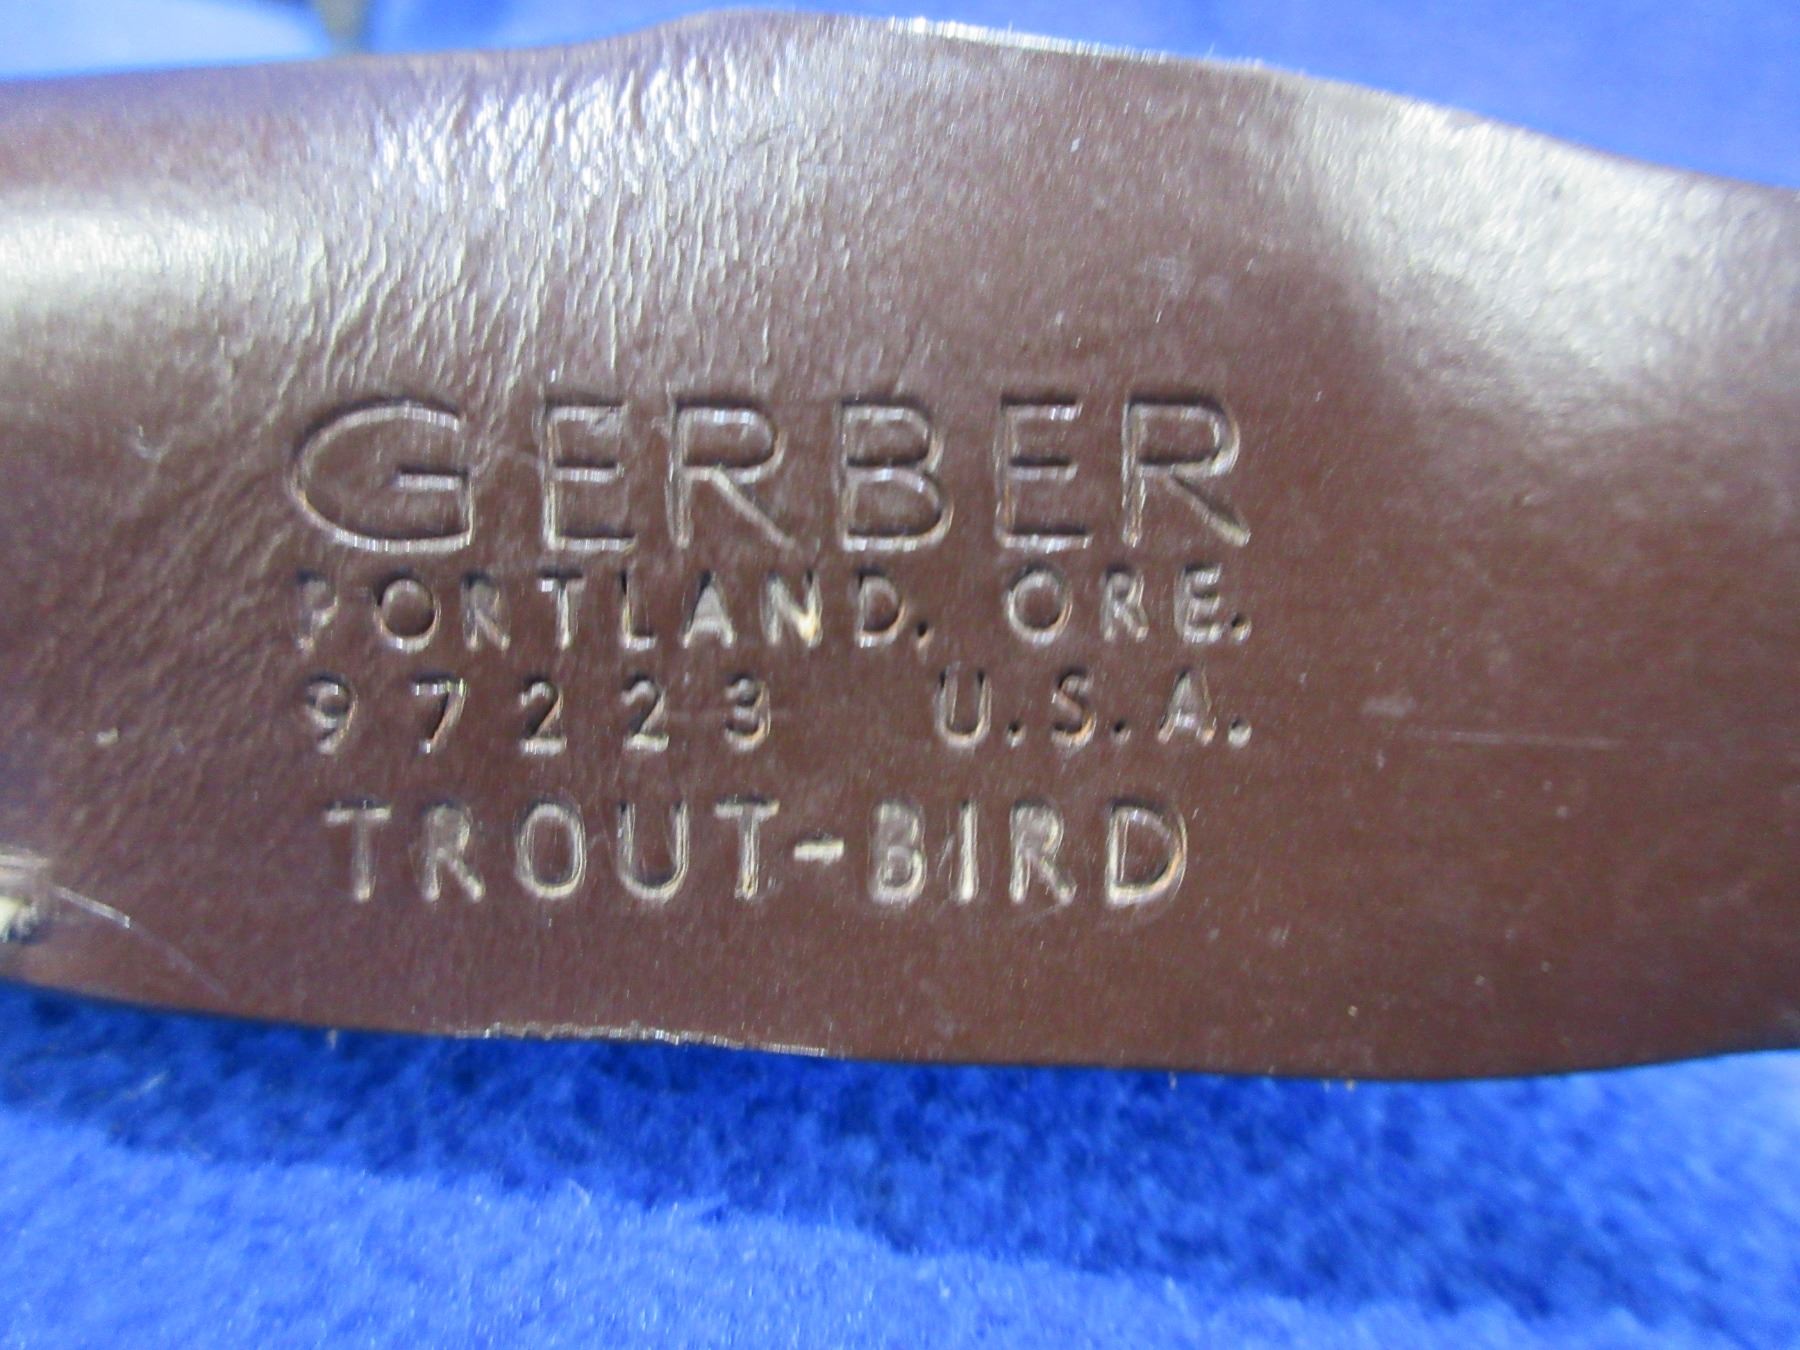 GERBER
PORTLAND, ORE.
97223 U.S.A.
TROUT-BIRD